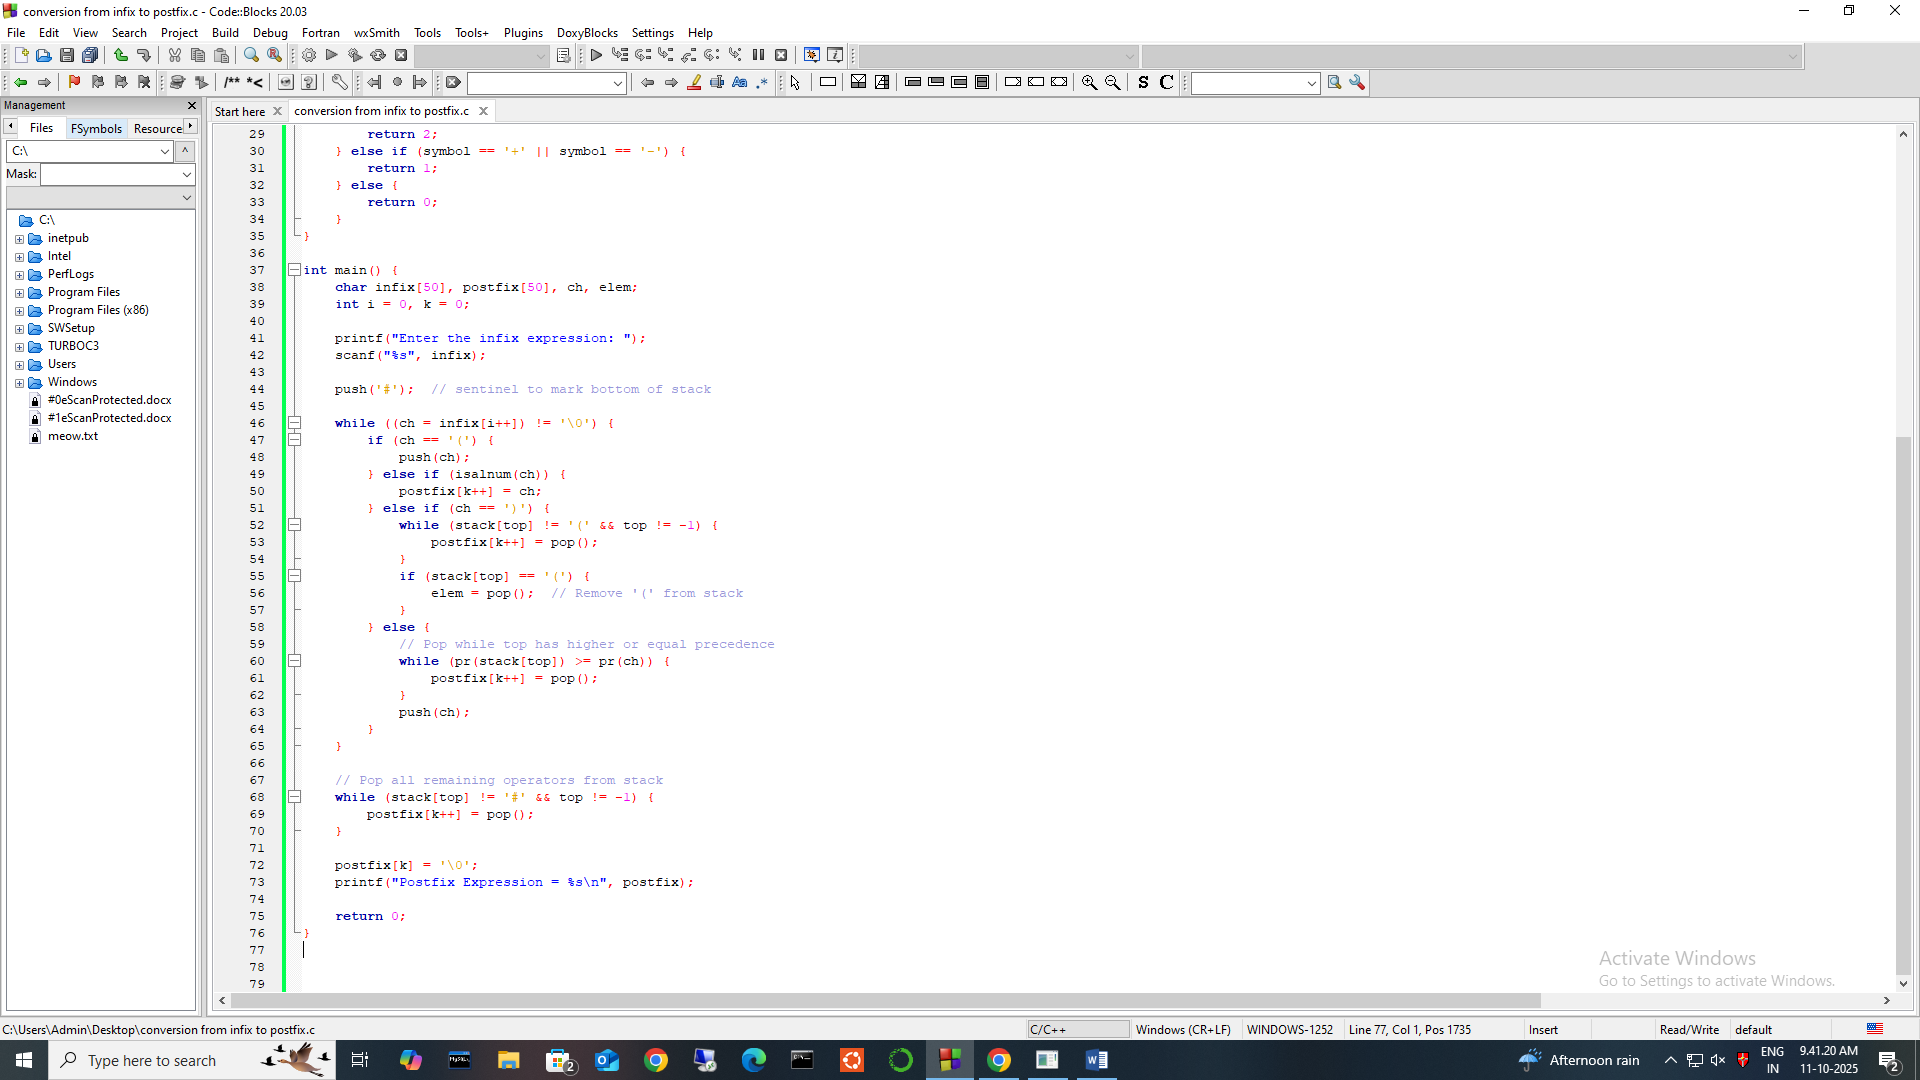 conversion from infix to postfix.c - Code::Blocks 20.03
File Edit View Search Project Build Debug Fortran wxSmith Tools Tools+ Plugins DoxyBlocks Settings Help
/** *< Aa .* S C
Management
Start here conversion from infix to postfix.c
Files FSymbols Resource
C:\
Mask:
C:\
inetpub
Intel
PerfLogs
Program Files
Program Files (x86)
SWSetup
TURBOC3
Users
Windows
#0eScanProtected.docx
#1eScanProtected.docx
meow.txt
29 return 2;
30 } else if (symbol == '+' || symbol == '-') {
31 return 1;
32 } else {
33 return 0;
34 }
35 }
36
37 int main() {
38 char infix[50], postfix[50], ch, elem;
39 int i = 0, k = 0;
40
41 printf("Enter the infix expression: ");
42 scanf("%s", infix);
43
44 push('#'); // sentinel to mark bottom of stack
45
46 while ((ch = infix[i++]) != '\0') {
47 if (ch == '(') {
48 push(ch);
49 } else if (isalnum(ch)) {
50 postfix[k++] = ch;
51 } else if (ch == ')') {
52 while (stack[top] != '(' && top != -1) {
53 postfix[k++] = pop();
54 }
55 if (stack[top] == '(') {
56 elem = pop(); // Remove '(' from stack
57 }
58 } else {
59 // Pop while top has higher or equal precedence
60 while (pr(stack[top]) >= pr(ch)) {
61 postfix[k++] = pop();
62 }
63 push(ch);
64 }
65 }
66
67 // Pop all remaining operators from stack
68 while (stack[top] != '#' && top != -1) {
69 postfix[k++] = pop();
70 }
71
72 postfix[k] = '\0';
73 printf("Postfix Expression = %s\n", postfix);
74
75 return 0;
76 }
77
78
79
Activate Windows
Go to Settings to activate Windows.
C:\Users\Admin\Desktop\conversion from infix to postfix.c C/C++ Windows (CR+LF) WINDOWS-1252 Line 77, Col 1, Pos 1735 Insert Read/Write default
Type here to search 2 Afternoon rain ENG IN 9.41.20 AM 11-10-2025 2